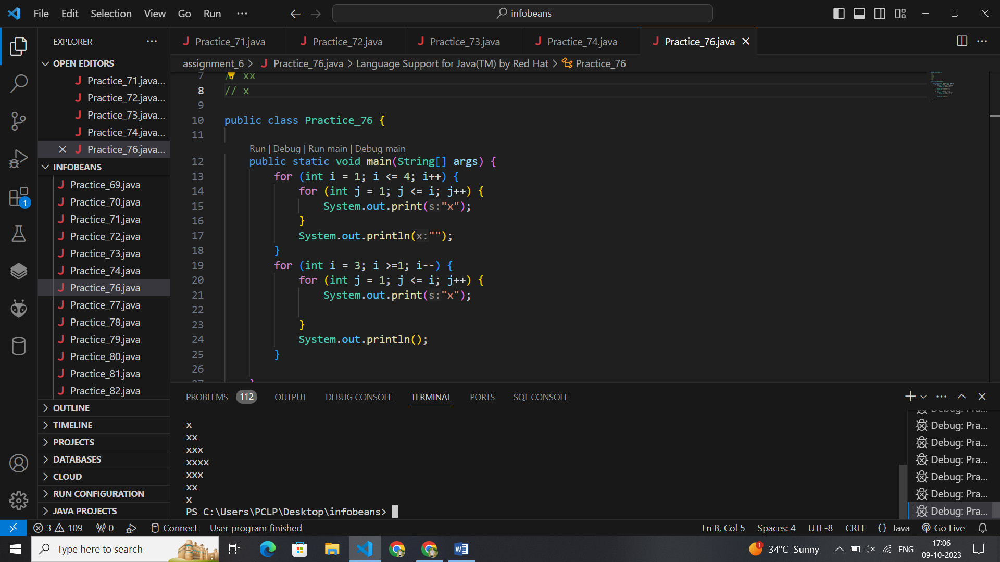 File Edit Selection View Go Run ··· infobeans
EXPLORER ···
OPEN EDITORS
Practice_71.java...
Practice_72.java...
Practice_73.java...
Practice_74.java...
Practice_76.java...
INFOBEANS
Practice_69.java
Practice_70.java
Practice_71.java
Practice_72.java
Practice_73.java
Practice_74.java
Practice_76.java
Practice_77.java
Practice_78.java
Practice_79.java
Practice_80.java
Practice_81.java
Practice_82.java
OUTLINE
TIMELINE
PROJECTS
DATABASES
CLOUD
RUN CONFIGURATION
JAVA PROJECTS
1
Practice_71.java Practice_72.java Practice_73.java Practice_74.java Practice_76.java
assignment_6 > Practice_76.java > Language Support for Java(TM) by Red Hat > Practice_76
7 xx
8 // x
9
10 public class Practice_76 {
11
Run | Debug | Run main | Debug main
12 public static void main(String[] args) {
13 for (int i = 1; i <= 4; i++) {
14 for (int j = 1; j <= i; j++) {
15 System.out.print(s:"x");
16 }
17 System.out.println(x:"");
18 }
19 for (int i = 3; i >=1; i--) {
20 for (int j = 1; j <= i; j++) {
21 System.out.print(s:"x");
22
23 }
24 System.out.println();
25 }
26
PROBLEMS 112 OUTPUT DEBUG CONSOLE TERMINAL PORTS SQL CONSOLE
x
xx
xxx
xxxx
xxx
xx
x
PS C:\Users\PCLP\Desktop\infobeans>
Debug: Pra...
Debug: Pra...
Debug: Pra...
Debug: Pra...
Debug: Pra...
Debug: Pra...
Debug: Pra...
3 109 0 Connect User program finished Ln 8, Col 5 Spaces: 4 UTF-8 CRLF {} Java Go Live
Type here to search 1 34°C Sunny ENG 17:06
09-10-2023